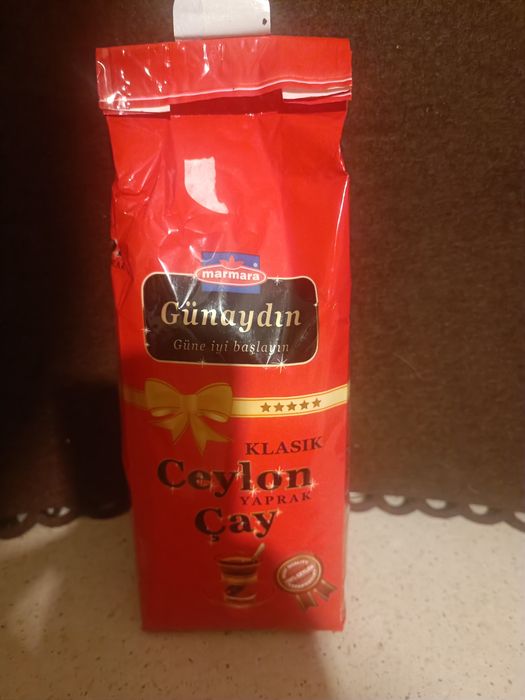 marmara
Günaydın
Güne iyi başlayın
KLASIK
Ceylon
YAPRAK
Çay